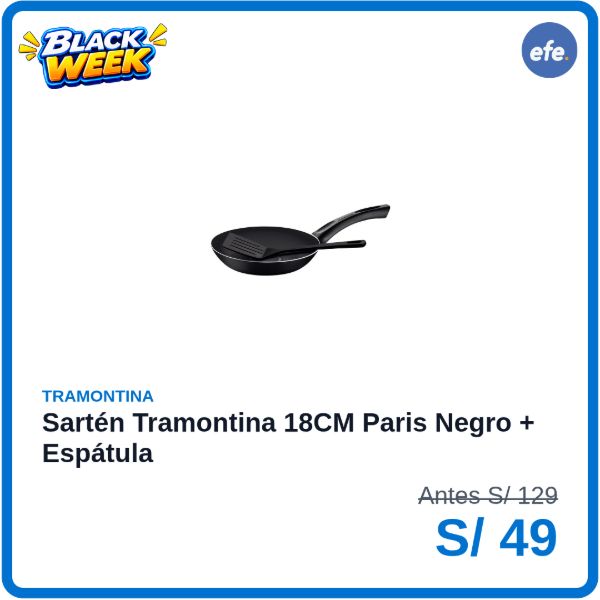 BLACK
WEEK
efe.
TRAMONTINA
Sartén Tramontina 18CM Paris Negro +
Espátula
Antes S/ 129
S/ 49